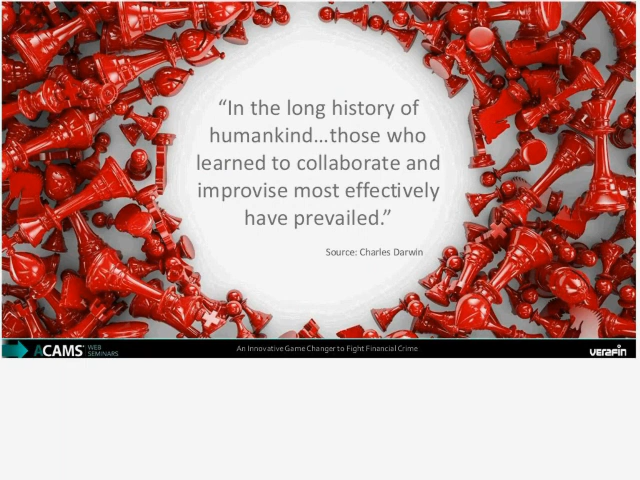 “In the long history of
humankind…those who
learned to collaborate and
improvise most effectively
have prevailed.”
Source: Charles Darwin
ACAMS WEB
SEMINARS
An Innovative Game Changer to Fight Financial Crime
verafin